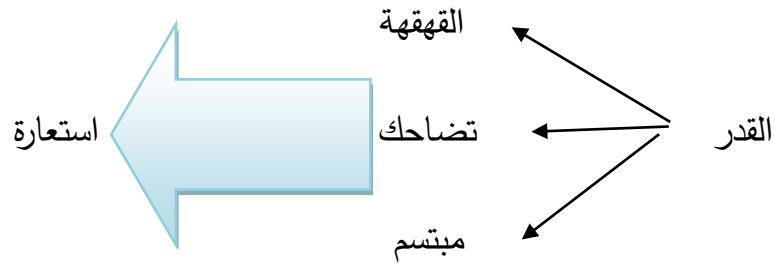 القهقهة
القدر
تضاحك
استعارة
مبتسم